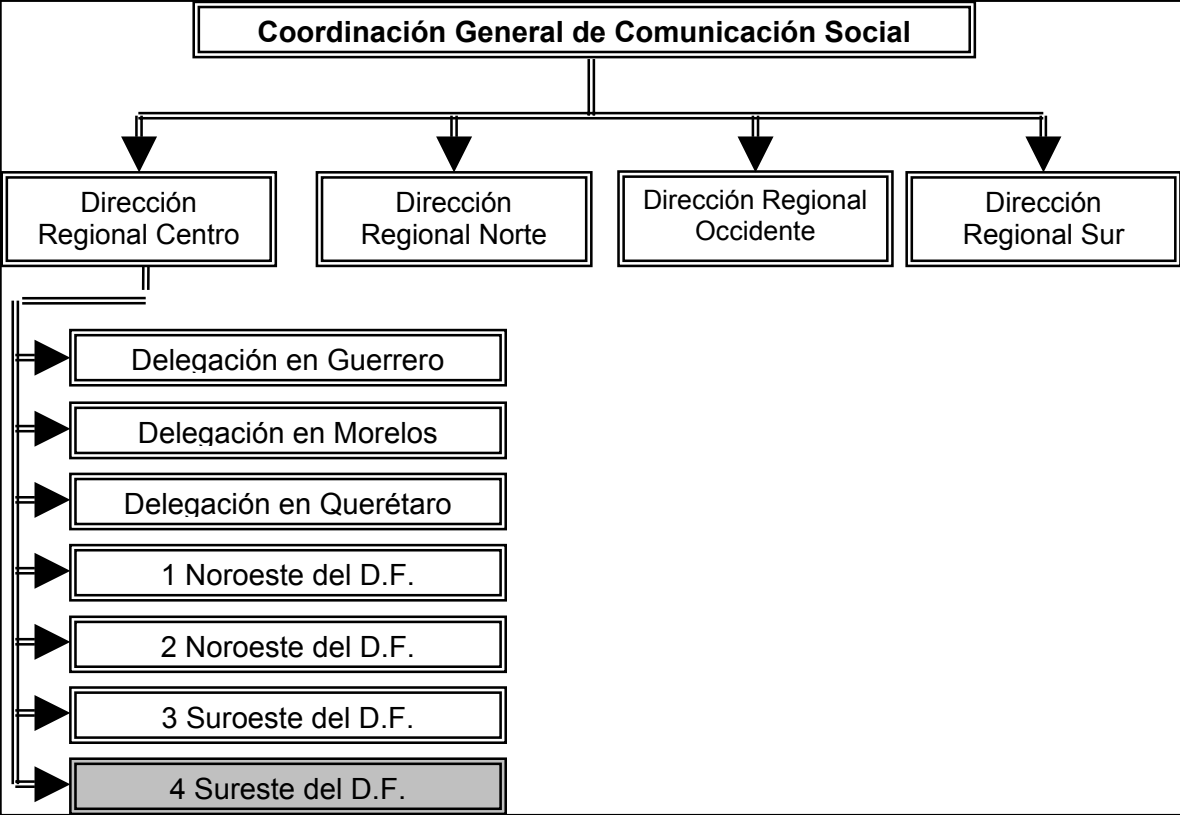 Coordinación General de Comunicación Social
Dirección
Regional Centro
Dirección
Regional Norte
Dirección Regional
Occidente
Dirección
Regional Sur
Delegación en Guerrero
Delegación en Morelos
Delegación en Querétaro
1 Noroeste del D.F.
2 Noroeste del D.F.
3 Suroeste del D.F.
4 Sureste del D.F.